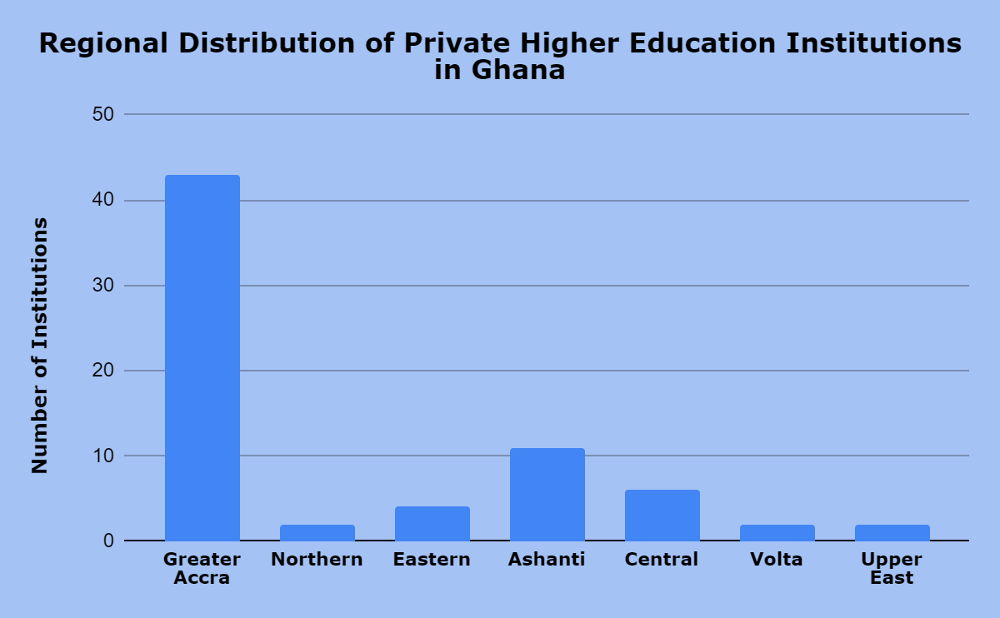 Regional Distribution of Private Higher Education Institutions
in Ghana
Number of Institutions
50
40
30
20
10
0
Greater
Accra
Northern
Eastern
Ashanti
Central
Volta
Upper
East